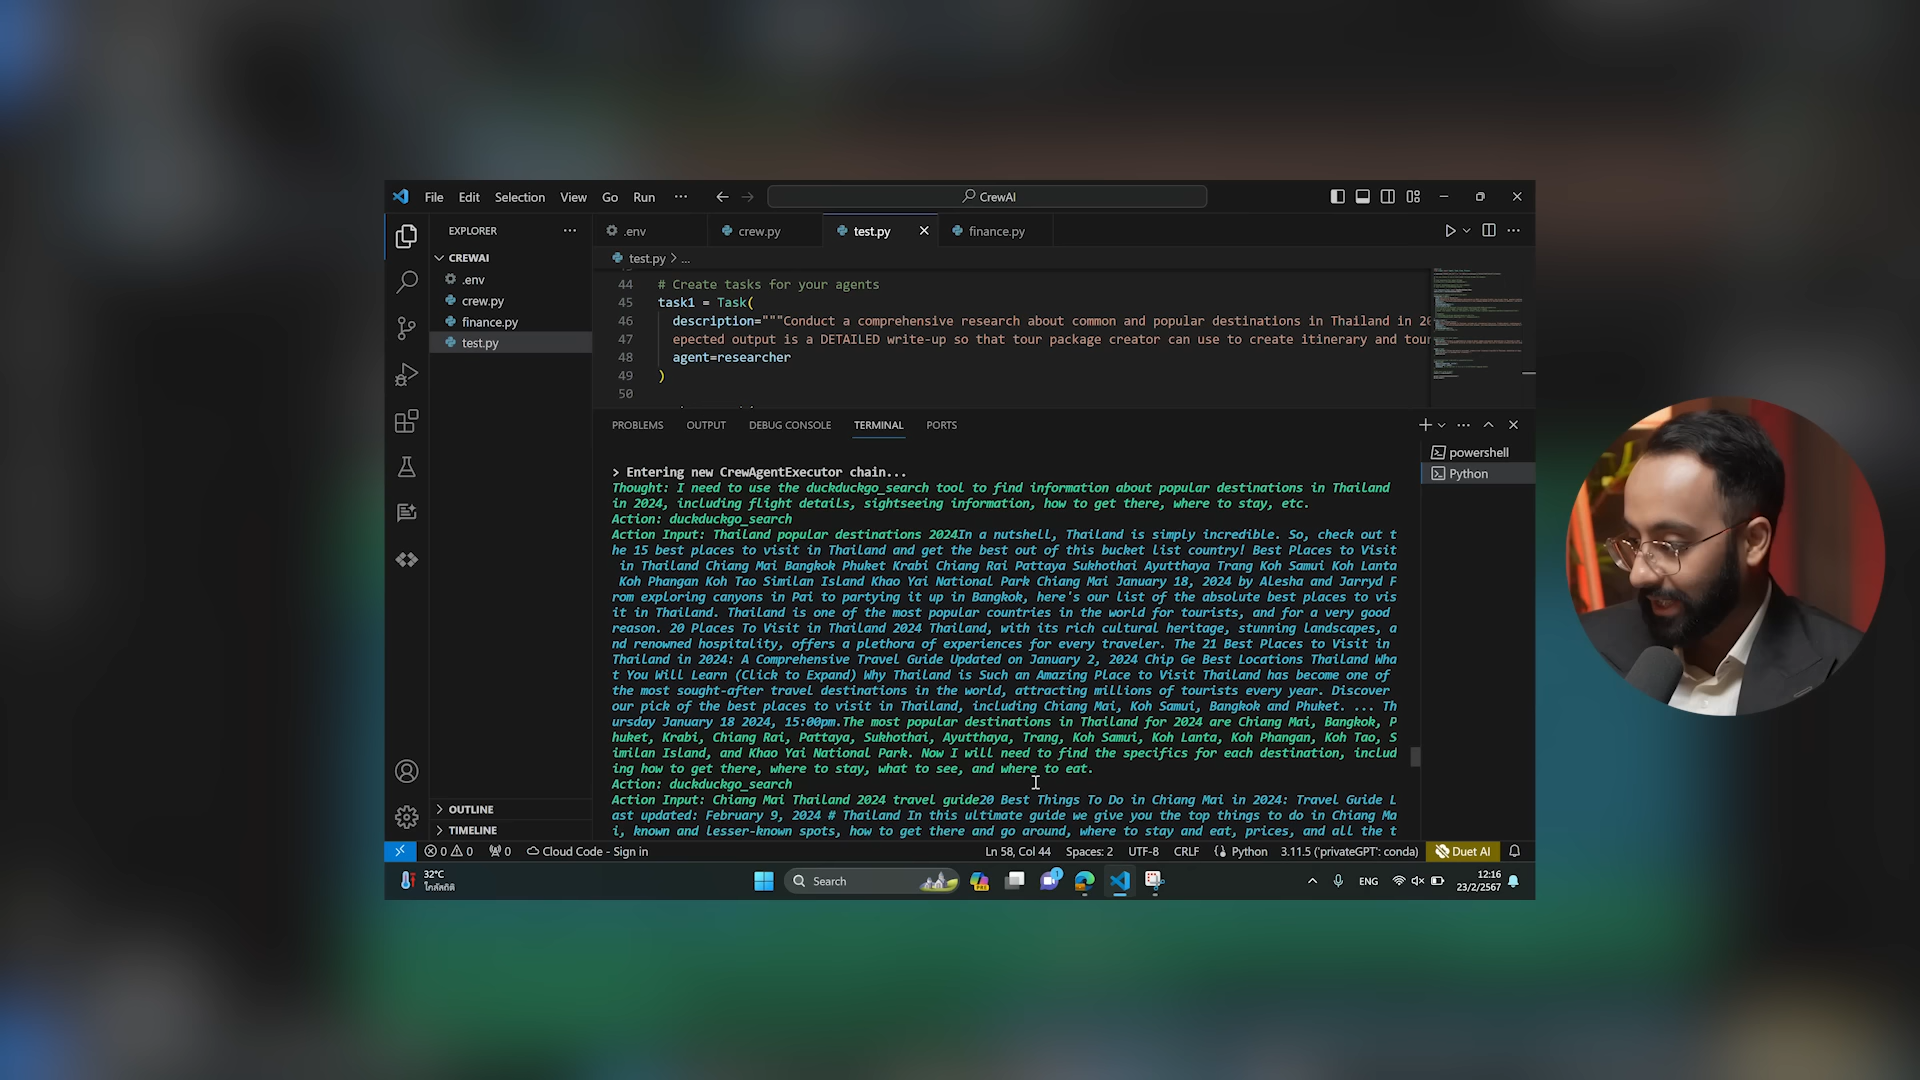 File Edit Selection View Go Run ··· CrewAI
EXPLORER ···
.env crew.py test.py finance.py
CREWAI
.env
crew.py
finance.py
test.py
test.py > ...
44 # Create tasks for your agents
45 task1 = Task(
46 description="""Conduct a comprehensive research about common and popular destinations in Thailand in 20
47 epected output is a DETAILED write-up so that tour package creator can use to create itinerary and tour
48 agent=researcher
49 )
50
PROBLEMS OUTPUT DEBUG CONSOLE TERMINAL PORTS
powershell
Python
> Entering new CrewAgentExecutor chain...
Thought: I need to use the duckduckgo_search tool to find information about popular destinations in Thailand
in 2024, including flight details, sightseeing information, how to get there, where to stay, etc.
Action: duckduckgo_search
Action Input: Thailand popular destinations 2024In a nutshell, Thailand is simply incredible. So, check out t
he 15 best places to visit in Thailand and get the best out of this bucket list country! Best Places to Visit
in Thailand Chiang Mai Bangkok Phuket Krabi Chiang Rai Pattaya Sukhothai Ayutthaya Trang Koh Samui Koh Lanta
Koh Phangan Koh Tao Similan Island Khao Yai National Park Chiang Mai January 18, 2024 by Alesha and Jarryd F
rom exploring canyons in Pai to partying it up in Bangkok, here's our list of the absolute best places to vis
it in Thailand. Thailand is one of the most popular countries in the world for tourists, and for a very good
reason. 20 Places To Visit in Thailand 2024 Thailand, with its rich cultural heritage, stunning landscapes, a
nd renowned hospitality, offers a plethora of experiences for every traveler. The 21 Best Places to Visit in
Thailand in 2024: A Comprehensive Travel Guide Updated on January 2, 2024 Chip Ge Best Locations Thailand Wha
t You Will Learn (Click to Expand) Why Thailand is Such an Amazing Place to Visit Thailand has become one of
the most sought-after travel destinations in the world, attracting millions of tourists every year. Discover
our pick of the best places to visit in Thailand, including Chiang Mai, Koh Samui, Bangkok and Phuket. ... Th
ursday January 18 2024, 15:00pm.The most popular destinations in Thailand for 2024 are Chiang Mai, Bangkok, P
huket, Krabi, Chiang Rai, Pattaya, Sukhothai, Ayutthaya, Trang, Koh Samui, Koh Lanta, Koh Phangan, Koh Tao, S
imilan Island, and Khao Yai National Park. Now I will need to find the specifics for each destination, includ
ing how to get there, where to stay, what to see, and where to eat.
Action: duckduckgo_search
Action Input: Chiang Mai Thailand 2024 travel guide20 Best Things To Do in Chiang Mai in 2024: Travel Guide L
ast updated: February 9, 2024 # Thailand In this ultimate guide we give you the top things to do in Chiang Ma
i, known and lesser-known spots, how to get there and go around, where to stay and eat, prices, and all the t
OUTLINE
TIMELINE
0 0 0 Cloud Code - Sign in Ln 58, Col 44 Spaces: 2 UTF-8 CRLF Python 3.11.5 ('privateGPT': conda) Duet AI
32°C
ใกล้สถิติ
Search
PRE
1
ENG
12:16
23/2/2567